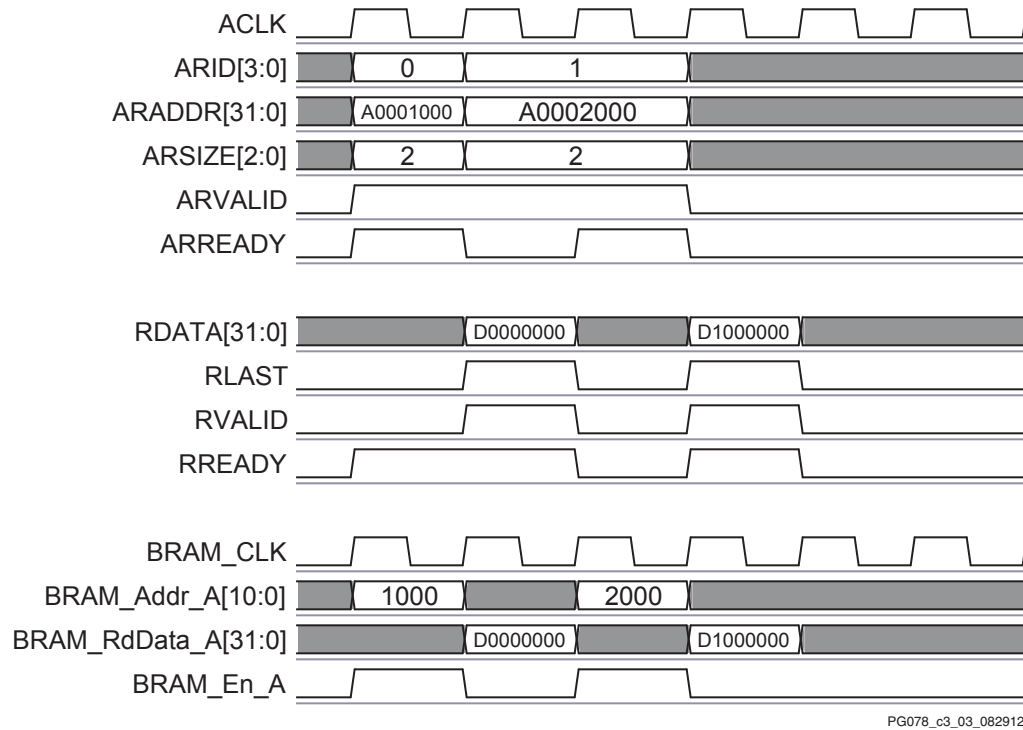 ACLK
ARID[3:0] 0 1
ARADDR[31:0] A0001000 A0002000
ARSIZE[2:0] 2 2
ARVALID
ARREADY
RDATA[31:0] D0000000 D1000000
RLAST
RVALID
RREADY
BRAM_CLK
BRAM_Addr_A[10:0] 1000 2000
BRAM_RdData_A[31:0] D0000000 D1000000
BRAM_En_A
PG078_c3_03_082912